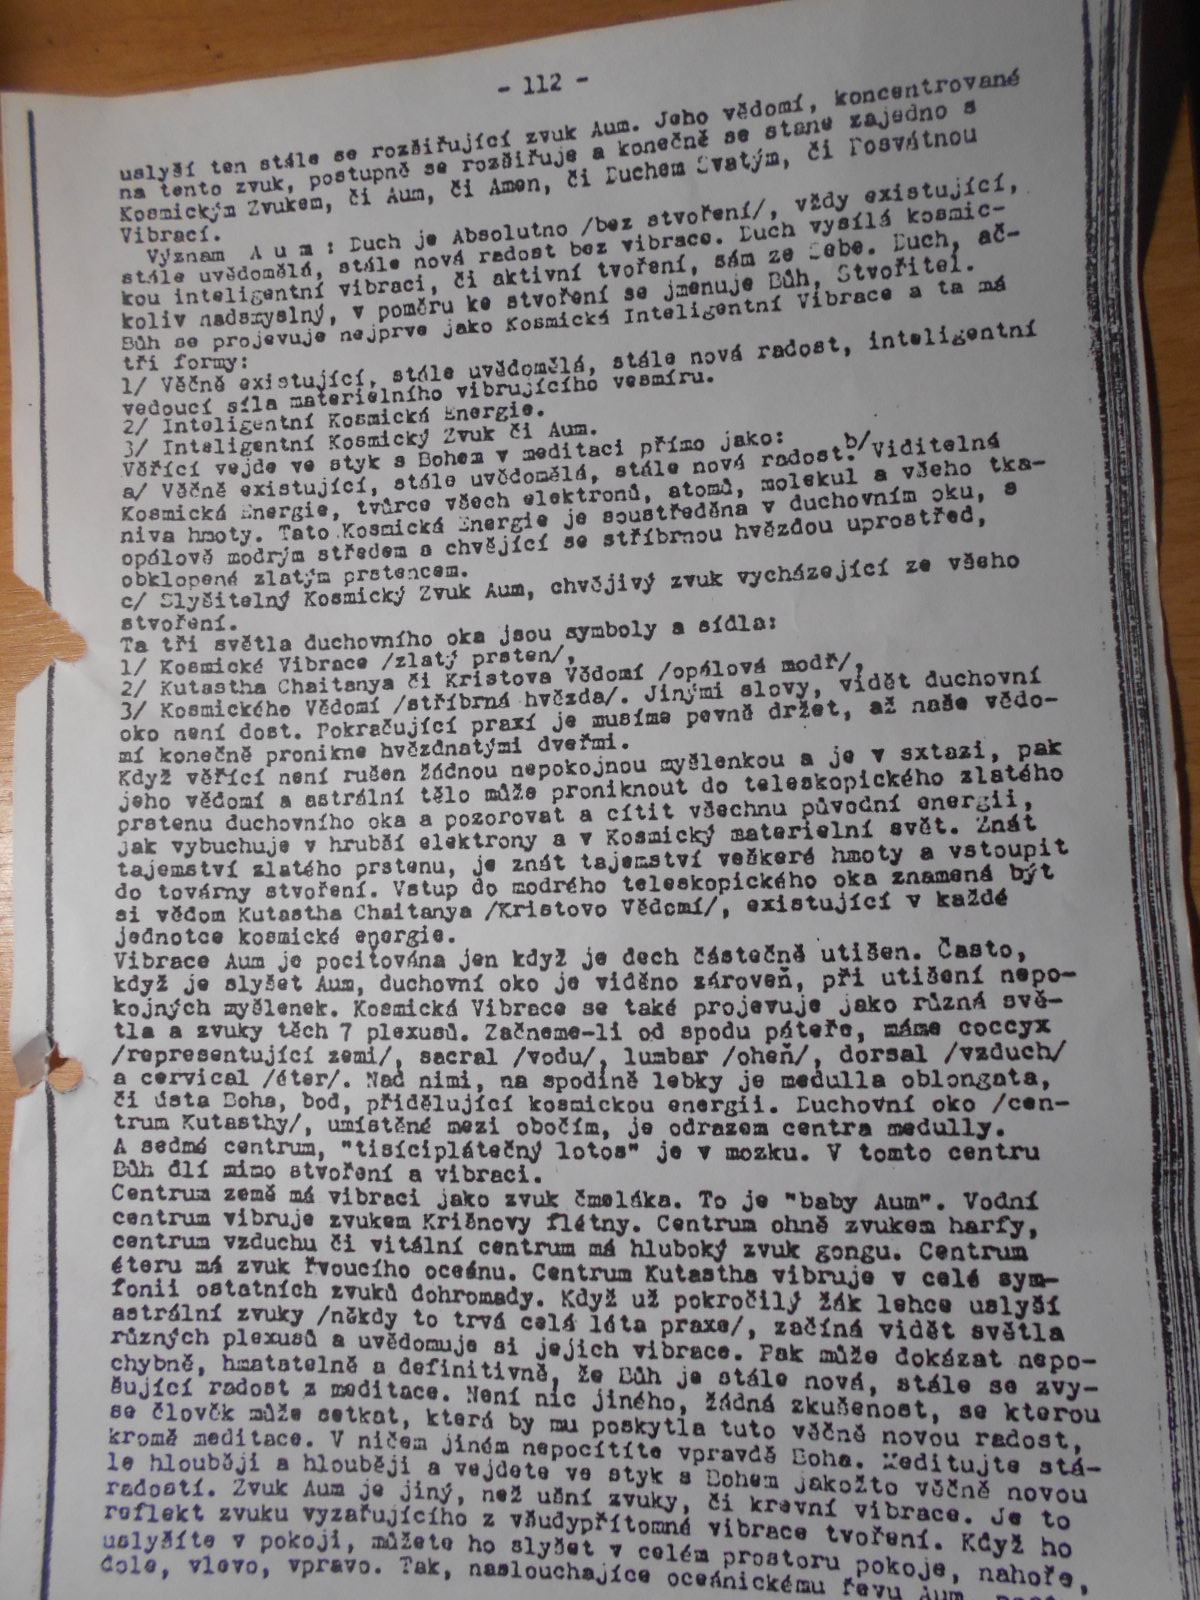 - 112 -
uslyší ten stále se rozšiřující zvuk Aum. Jeho vědomí, koncentrované
na tento zvuk, postupně se rozšiřuje a konečně se stane zajedno s
Kosmickým Zvukem, či Aum, či Amen, či Duchem Svatým, či Posvátnou
Vibrací.
Význam A u m : Duch je Absolutno /bez stvoření/, vždy existující,
stále uvědomělá, stále nová radost bez vibrace. Duch vysílá kosmic-
kou inteligentní vibraci, či aktivní tvoření, sám ze Sebe. Duch, ač-
koliv nadsmyslný, v poměru ke stvoření se jmenuje Bůh, Stvořitel.
Bůh se projevuje nejprve jako Kosmická Inteligentní Vibrace a ta má
tři formy:
1/ Věčně existující, stále uvědomělá, stále nová radost, inteligentní
vedoucí síla materielního vibrujícího vesmíru.
2/ Inteligentní Kosmická Energie.
3/ Inteligentní Kosmický Zvuk či Aum.
Věřící vejde ve styk s Bohem v meditaci přímo jako:
a/ Věčně existující, stále uvědomělá, stále nová radost. b/ Viditelná
Kosmická Energie, tvůrce všech elektronů, atomů, molekul a všeho tka-
niva hmoty. Tato Kosmická Energie je soustředěna v duchovním oku, s
opálově modrým středem a chvějící se stříbrnou hvězdou uprostřed,
obklopené zlatým prstencem.
c/ Slyšitelný Kosmický Zvuk Aum, chvějivý zvuk vycházející ze všeho
stvoření.
Ta tři světla duchovního oka jsou symboly a sídla:
1/ Kosmické Vibrace /zlatý prsten/,
2/ Kutastha Chaitanya či Kristova Vědomí /opálová modř/,
3/ Kosmického Vědomí /stříbrná hvězda/. Jinými slovy, vidět duchovní
oko není dost. Pokračující praxí je musíme pevně držet, až naše vědo-
mí konečně pronikne hvězdnatými dveřmi.
Když věřící není rušen žádnou nepokojnou myšlenkou a je v sxtazi, pak
jeho vědomí a astrální tělo může proniknout do teleskopického zlatého
prstenu duchovního oka a pozorovat a cítit všechnu původní energii,
jak vybuchuje v hrubší elektrony a v Kosmický materielní svět. Znát
tajemství zlatého prstenu, je znát tajemství veškeré hmoty a vstoupit
do továrny stvoření. Vstup do modrého teleskopického oka znamená být
si vědom Kutastha Chaitanya /Kristovo Vědomí/, existující v každé
jednotce kosmické energie.
Vibrace Aum je pociťována jen když je dech částečně utišen. Často,
když je slyšet Aum, duchovní oko je viděno zároveň, při utišení nepo-
kojných myšlenek. Kosmická Vibrace se také projevuje jako různá svě-
tla a zvuky těch 7 plexusů. Začneme-li od spodu páteře, máme coccyx
/representující zemi/, sacral /vodu/, lumbar /oheň/, dorsal /vzduch/
a cervical /éter/. Nad nimi, na spodině lebky je medulla oblongata,
či ústa Boha, bod, přidělující kosmickou energii. Duchovní oko /cen-
trum Kutasthy/, umístěné mezi obočím, je odrazem centra medully.
A sedmé centrum, "tisíciplátečný lotos" je v mozku. V tomto centru
Bůh dlí mimo stvoření a vibraci.
Centrum země má vibraci jako zvuk čmeláka. To je "baby Aum". Vodní
centrum vibruje zvukem Krišnovy flétny. Centrum ohně zvukem harfy,
centrum vzduchu či vitální centrum má hluboký zvuk gongu. Centrum
éteru má zvuk řvoucího oceánu. Centrum Kutastha vibruje v celé sym-
fonii ostatních zvuků dohromady. Když už pokročilý žák lehce uslyší
astrální zvuky /někdy to trvá celá léta praxe/, začíná vidět světla
různých plexusů a uvědomuje si jejich vibrace. Pak může dokázat nepo-
chybně, hmatatelně a definitivně, že Bůh je stále nová, stále se zvy-
šující radost z meditace. Není nic jiného, žádná zkušenost, se kterou
se člověk může setkat, která by mu poskytla tuto věčně novou radost,
kromě meditace. V ničem jiném nepocítíte vpravdě Boha. Meditujte stá-
le hlouběji a hlouběji a vejdete ve styk s Bohem jakožto věčně novou
radostí. Zvuk Aum je jiný, než ušní zvuky, či krevní vibrace. Je to
reflekt zvuku vyzařujícího z všudypřítomné vibrace tvoření. Když ho
uslyšíte v pokoji, můžete ho slyšet v celém prostoru pokoje, nahoře,
dole, vlevo, vpravo. Tak, naslouchajíce oceánickému řevu Aum,